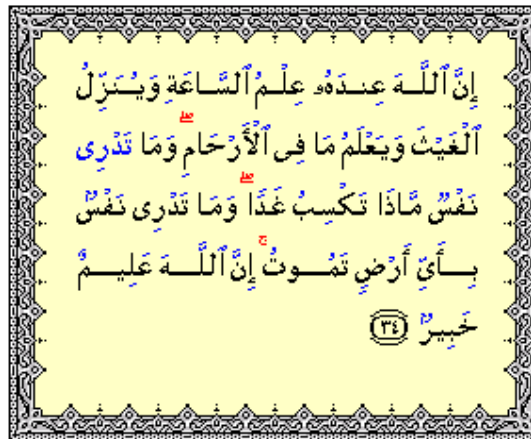 إِنَّ ٱللَّهَ عِندَهُۥ عِلْمُ ٱلسَّاعَةِ وَيُنَزِّلُ
ٱلْغَيْثَ وَيَعْلَمُ مَا فِى ٱلْأَرْحَامِۖ وَمَا تَدْرِى
نَفْسٌ مَّاذَا تَكْسِبُ غَدًاۖ وَمَا تَدْرِى نَفْسٌۢ
بِأَىِّ أَرْضٍ تَمُوتُۚ إِنَّ ٱللَّهَ عَلِيمٌ
خَبِيرٌۢ ٣٤